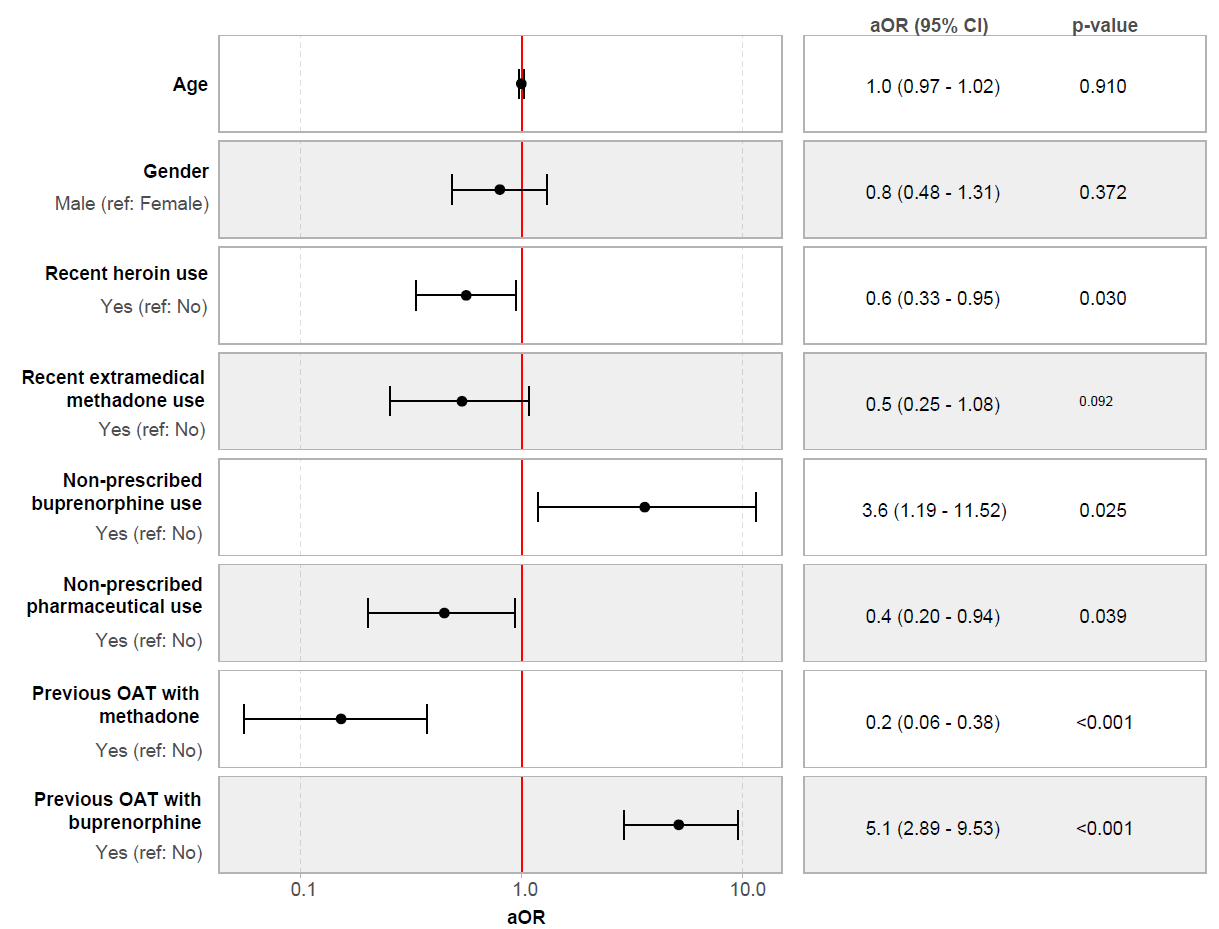 aOR (95% CI) p-value
Age 1.0 (0.97 - 1.02) 0.910
Gender
Male (ref: Female) 0.8 (0.48 - 1.31) 0.372
Recent heroin use
Yes (ref: No) 0.6 (0.33 - 0.95) 0.030
Recent extramedical
methadone use 0.5 (0.25 - 1.08) 0.092
Yes (ref: No)
Non-prescribed
buprenorphine use 3.6 (1.19 - 11.52) 0.025
Yes (ref: No)
Non-prescribed
pharmaceutical use 0.4 (0.20 - 0.94) 0.039
Yes (ref: No)
Previous OAT with
methadone 0.2 (0.06 - 0.38) <0.001
Yes (ref: No)
Previous OAT with
buprenorphine 5.1 (2.89 - 9.53) <0.001
Yes (ref: No)
0.1 1.0 10.0
aOR